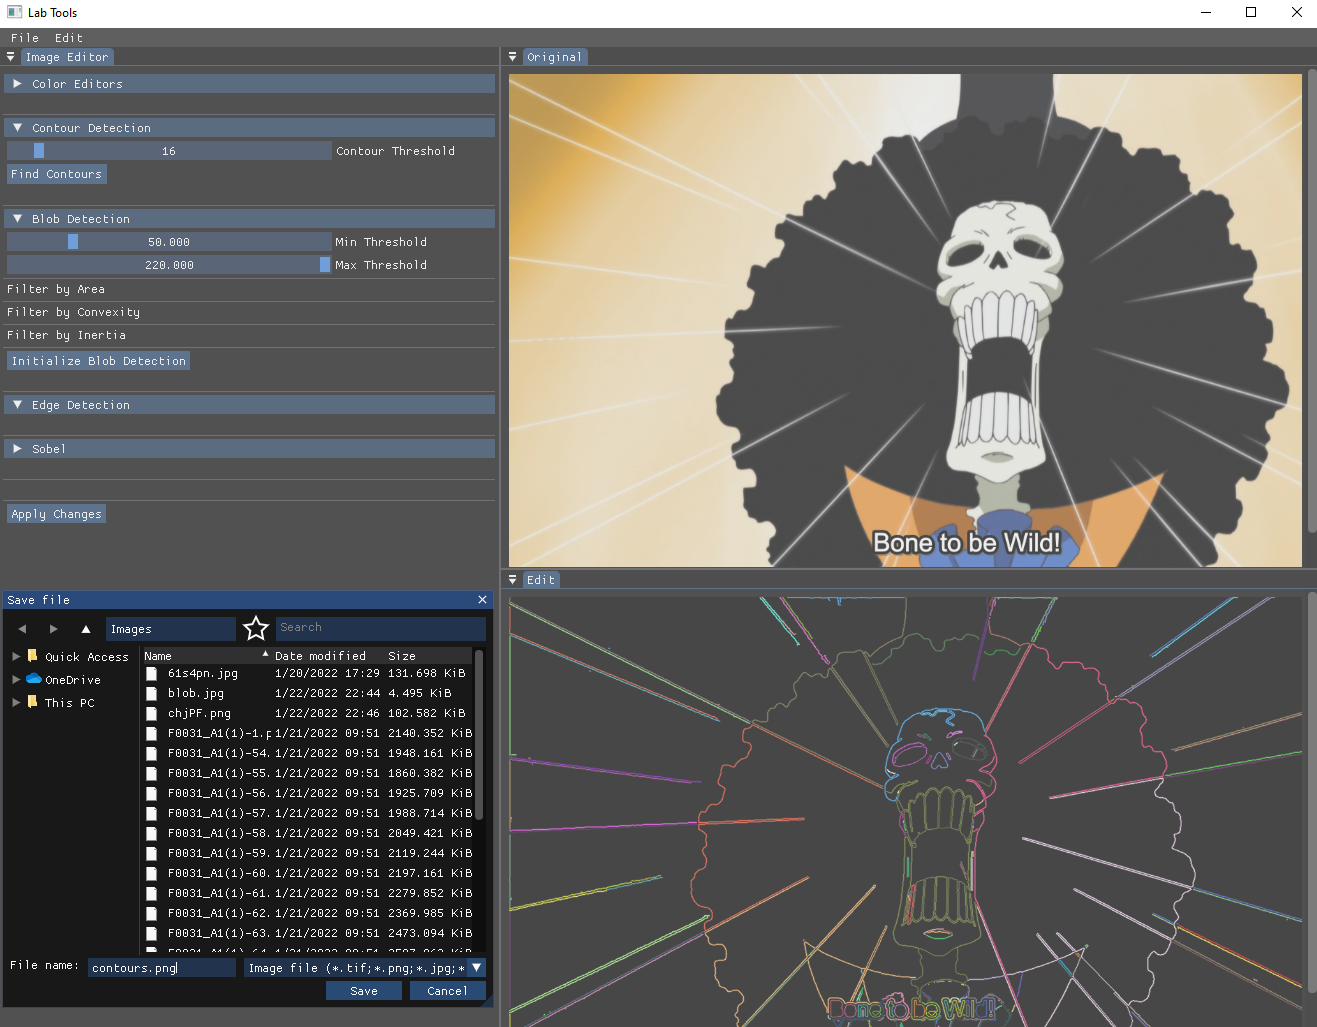 Lab Tools
File Edit
Image Editor
Color Editors
Contour Detection
16 Contour Threshold
Find Contours
Blob Detection
50.000 Min Threshold
220.000 Max Threshold
Filter by Area
Filter by Convexity
Filter by Inertia
Initialize Blob Detection
Edge Detection
Sobel
Apply Changes
Original
Bone to be Wild!
Edit
Bone to be Wild!
Save file
Images Search
Quick Access
OneDrive
This PC
Name Date modified Size
61s4pn.jpg 1/20/2022 17:29 131.698 KiB
blob.jpg 1/22/2022 22:44 4.495 KiB
chjPF.png 1/22/2022 22:46 102.582 KiB
F0031_A1(1)-1.p 1/21/2022 09:51 2140.352 KiB
F0031_A1(1)-54. 1/21/2022 09:51 1948.161 KiB
F0031_A1(1)-55. 1/21/2022 09:51 1860.382 KiB
F0031_A1(1)-56. 1/21/2022 09:51 1925.709 KiB
F0031_A1(1)-57. 1/21/2022 09:51 1988.714 KiB
F0031_A1(1)-58. 1/21/2022 09:51 2049.421 KiB
F0031_A1(1)-59. 1/21/2022 09:51 2119.244 KiB
F0031_A1(1)-60. 1/21/2022 09:51 2197.161 KiB
F0031_A1(1)-61. 1/21/2022 09:51 2279.852 KiB
F0031_A1(1)-62. 1/21/2022 09:51 2369.985 KiB
F0031_A1(1)-63. 1/21/2022 09:51 2473.094 KiB
File name: contours.png Image file (*.tif;*.png;*.jpg;*
Save Cancel